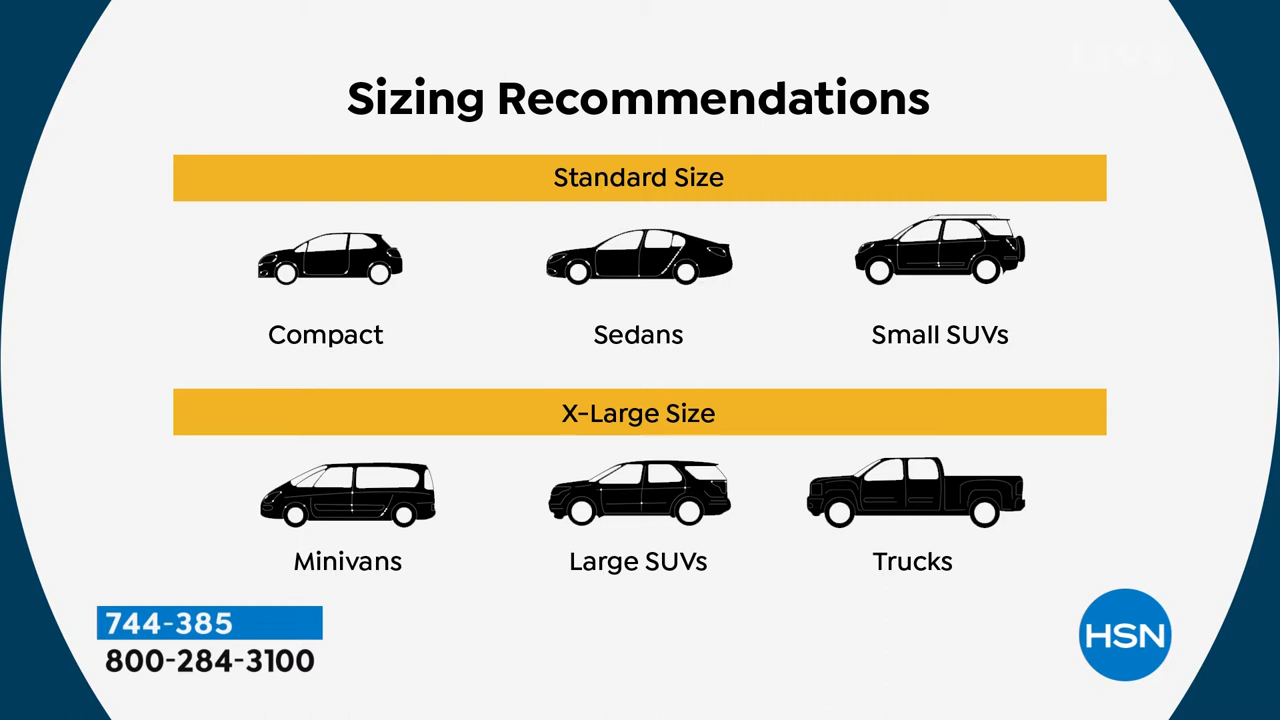 Sizing Recommendations
Standard Size
Compact
Sedans
Small SUVs
X-Large Size
Minivans
Large SUVs
Trucks
744-385
800-284-3100
HSN